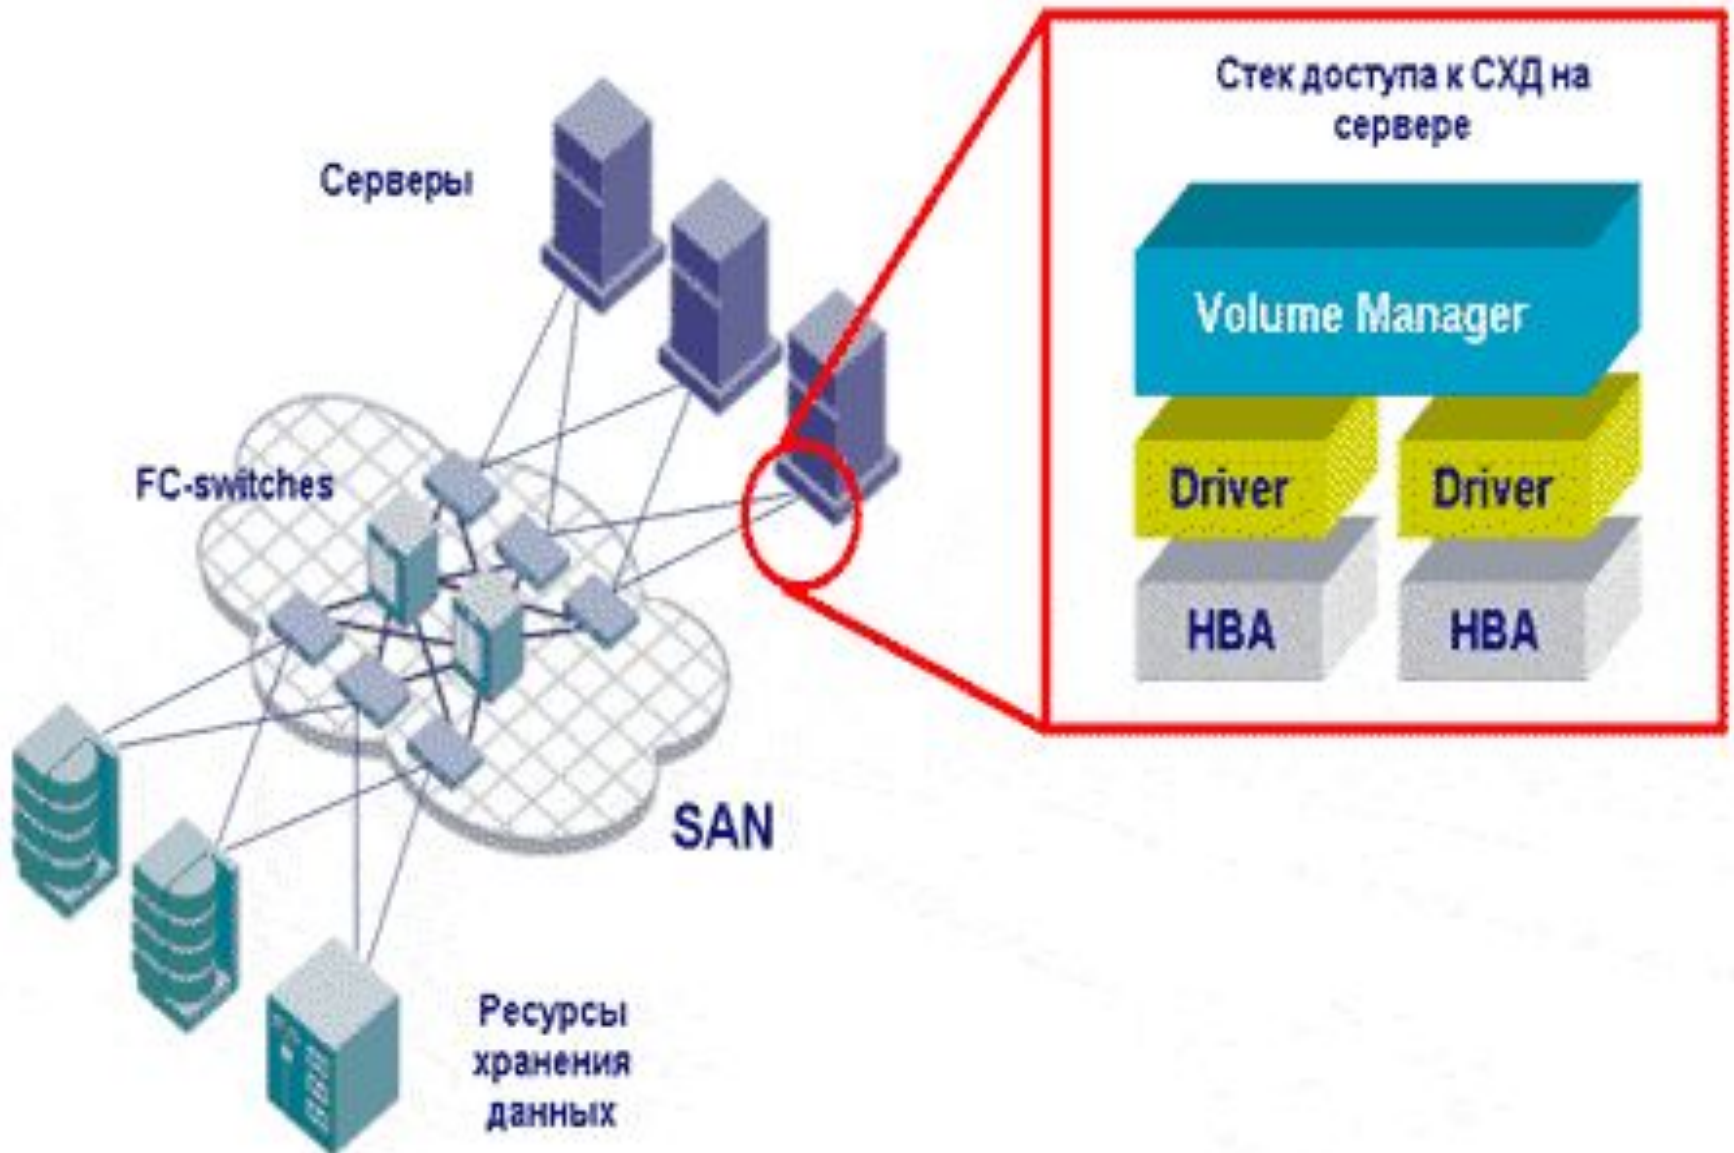 Стек доступа к СХД на
сервере
Серверы
Volume Manager
FC-switches
Driver
Driver
HBA
HBA
SAN
Ресурсы
хранения
данных